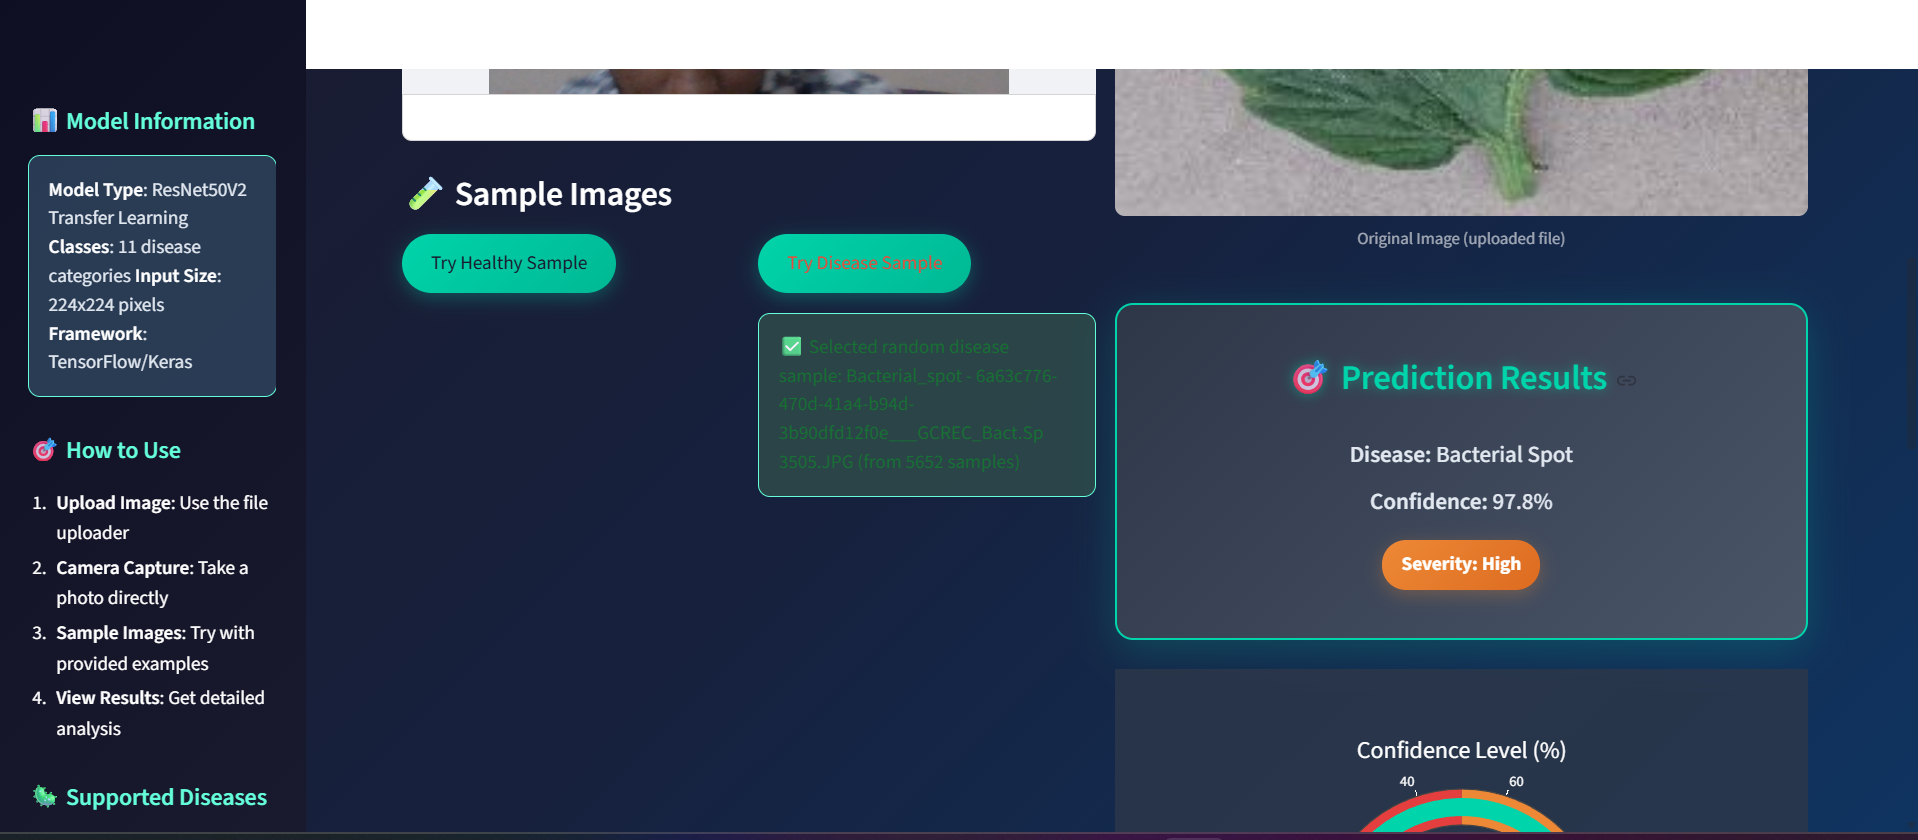 Model Information
Model Type: ResNet50V2
Transfer Learning
Classes: 11 disease
categories Input Size:
224x224 pixels
Framework:
TensorFlow/Keras
How to Use
1. Upload Image: Use the file
uploader
2. Camera Capture: Take a
photo directly
3. Sample Images: Try with
provided examples
4. View Results: Get detailed
analysis
Supported Diseases
Sample Images
Try Healthy Sample
Try Disease Sample
Selected random disease
sample: Bacterial_spot - 6a63c776-
470d-41a4-b94d-
3b90dfd12f0e___GCREC_Bact.Sp
3505.JPG (from 5652 samples)
Original Image (uploaded file)
Prediction Results
Disease: Bacterial Spot
Confidence: 97.8%
Severity: High
Confidence Level (%)
40 60